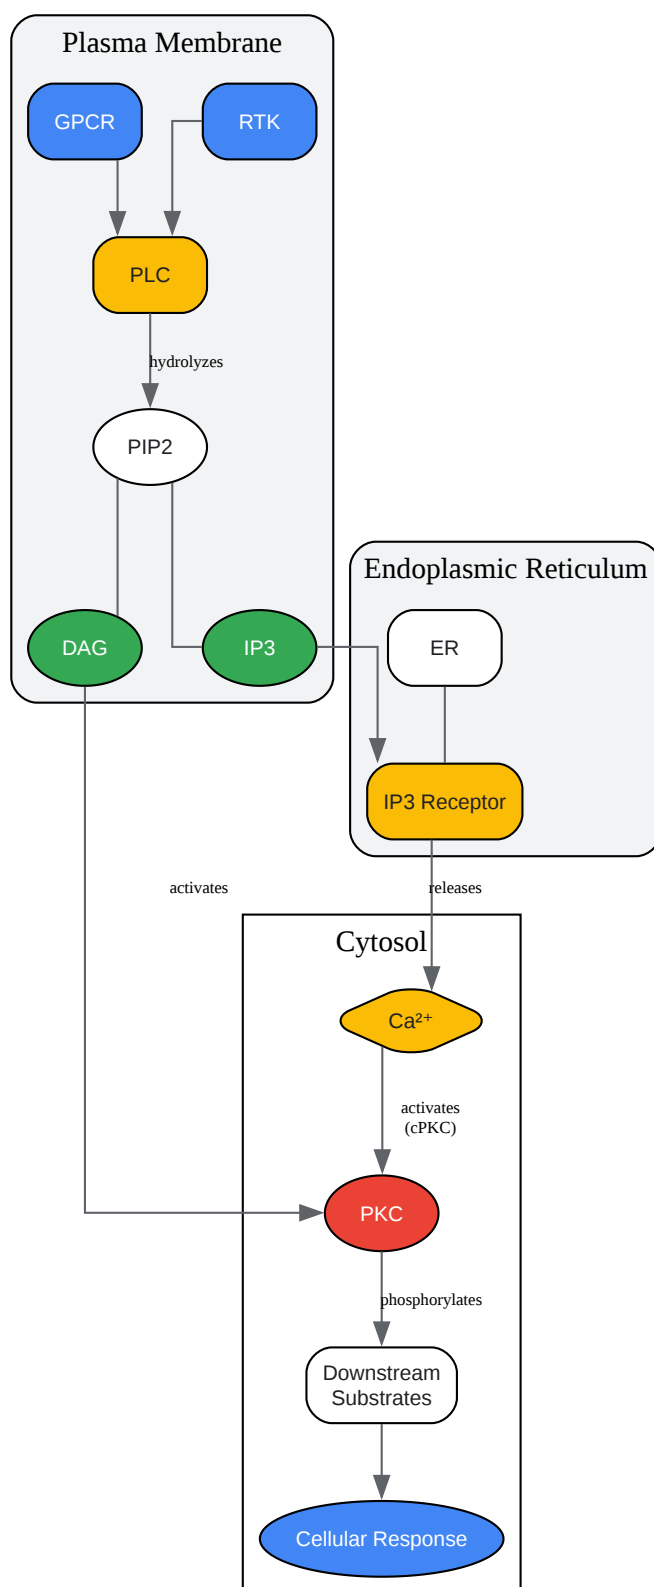 Plasma Membrane
GPCR
RTK
PLC
hydrolyzes
PIP2
DAG
IP3
Endoplasmic Reticulum
ER
IP3 Receptor
activates
releases
Cytosol
Ca²⁺
activates
(cPKC)
PKC
phosphorylates
Downstream
Substrates
Cellular Response